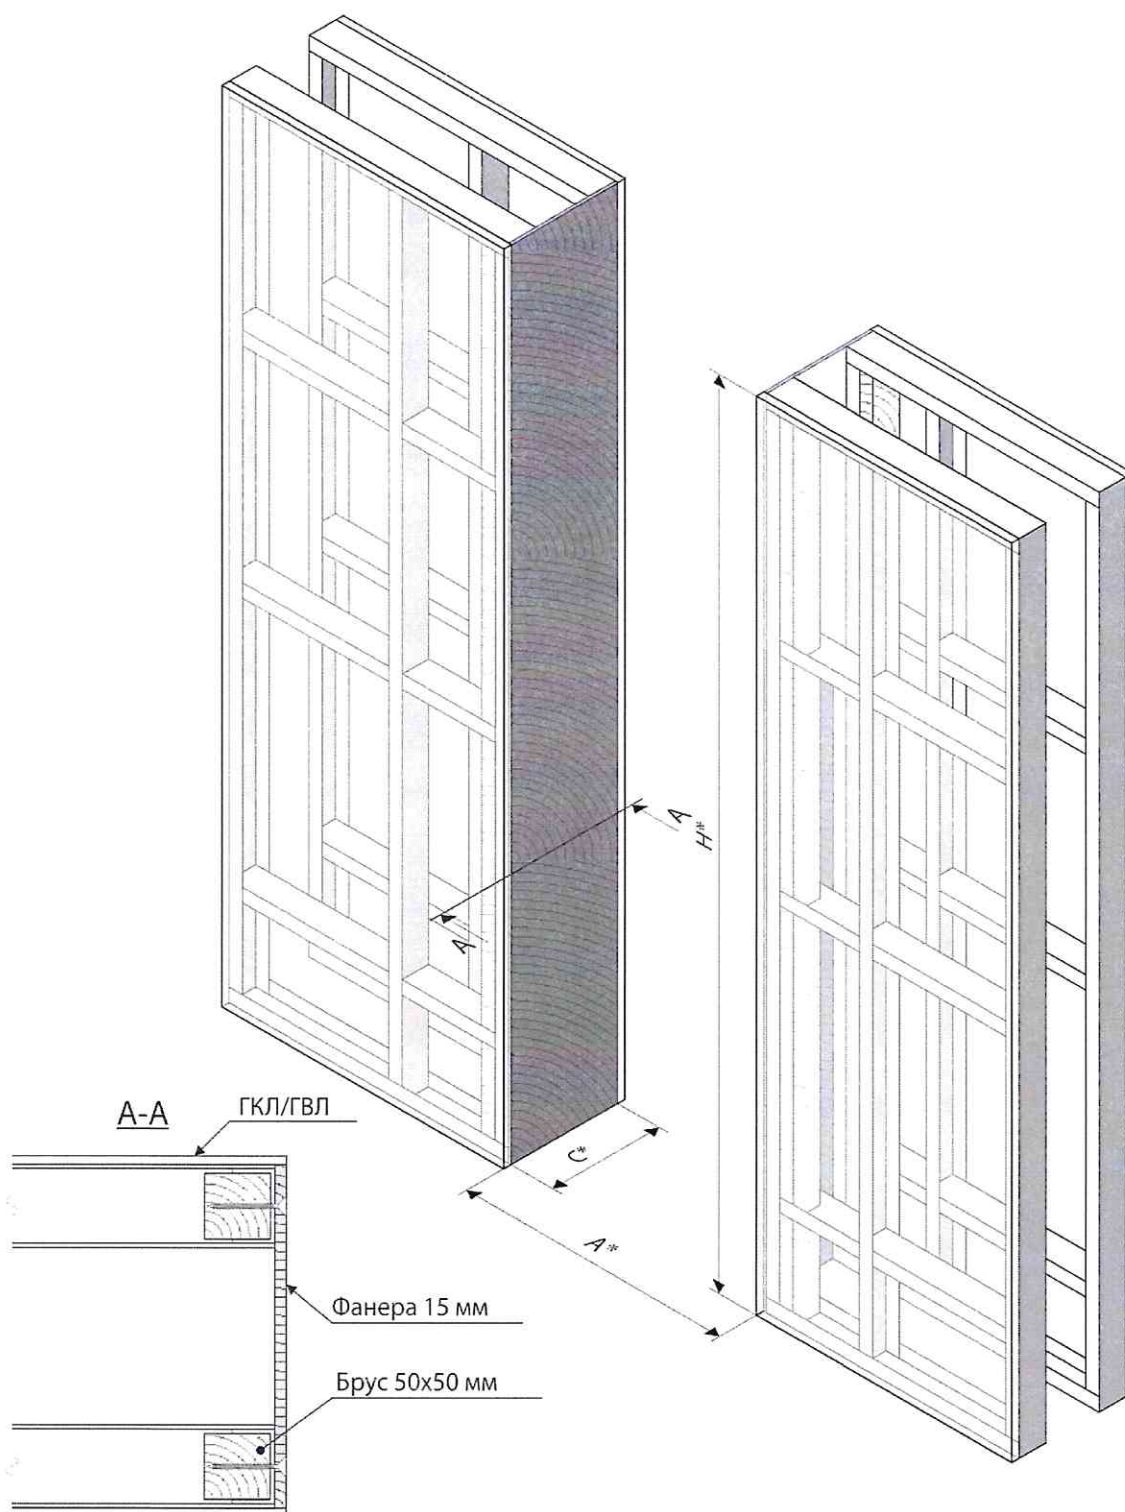 А
H*
А
C*
A*
А-А
ГКЛ/ГВЛ
Фанера 15 мм
Брус 50х50 мм